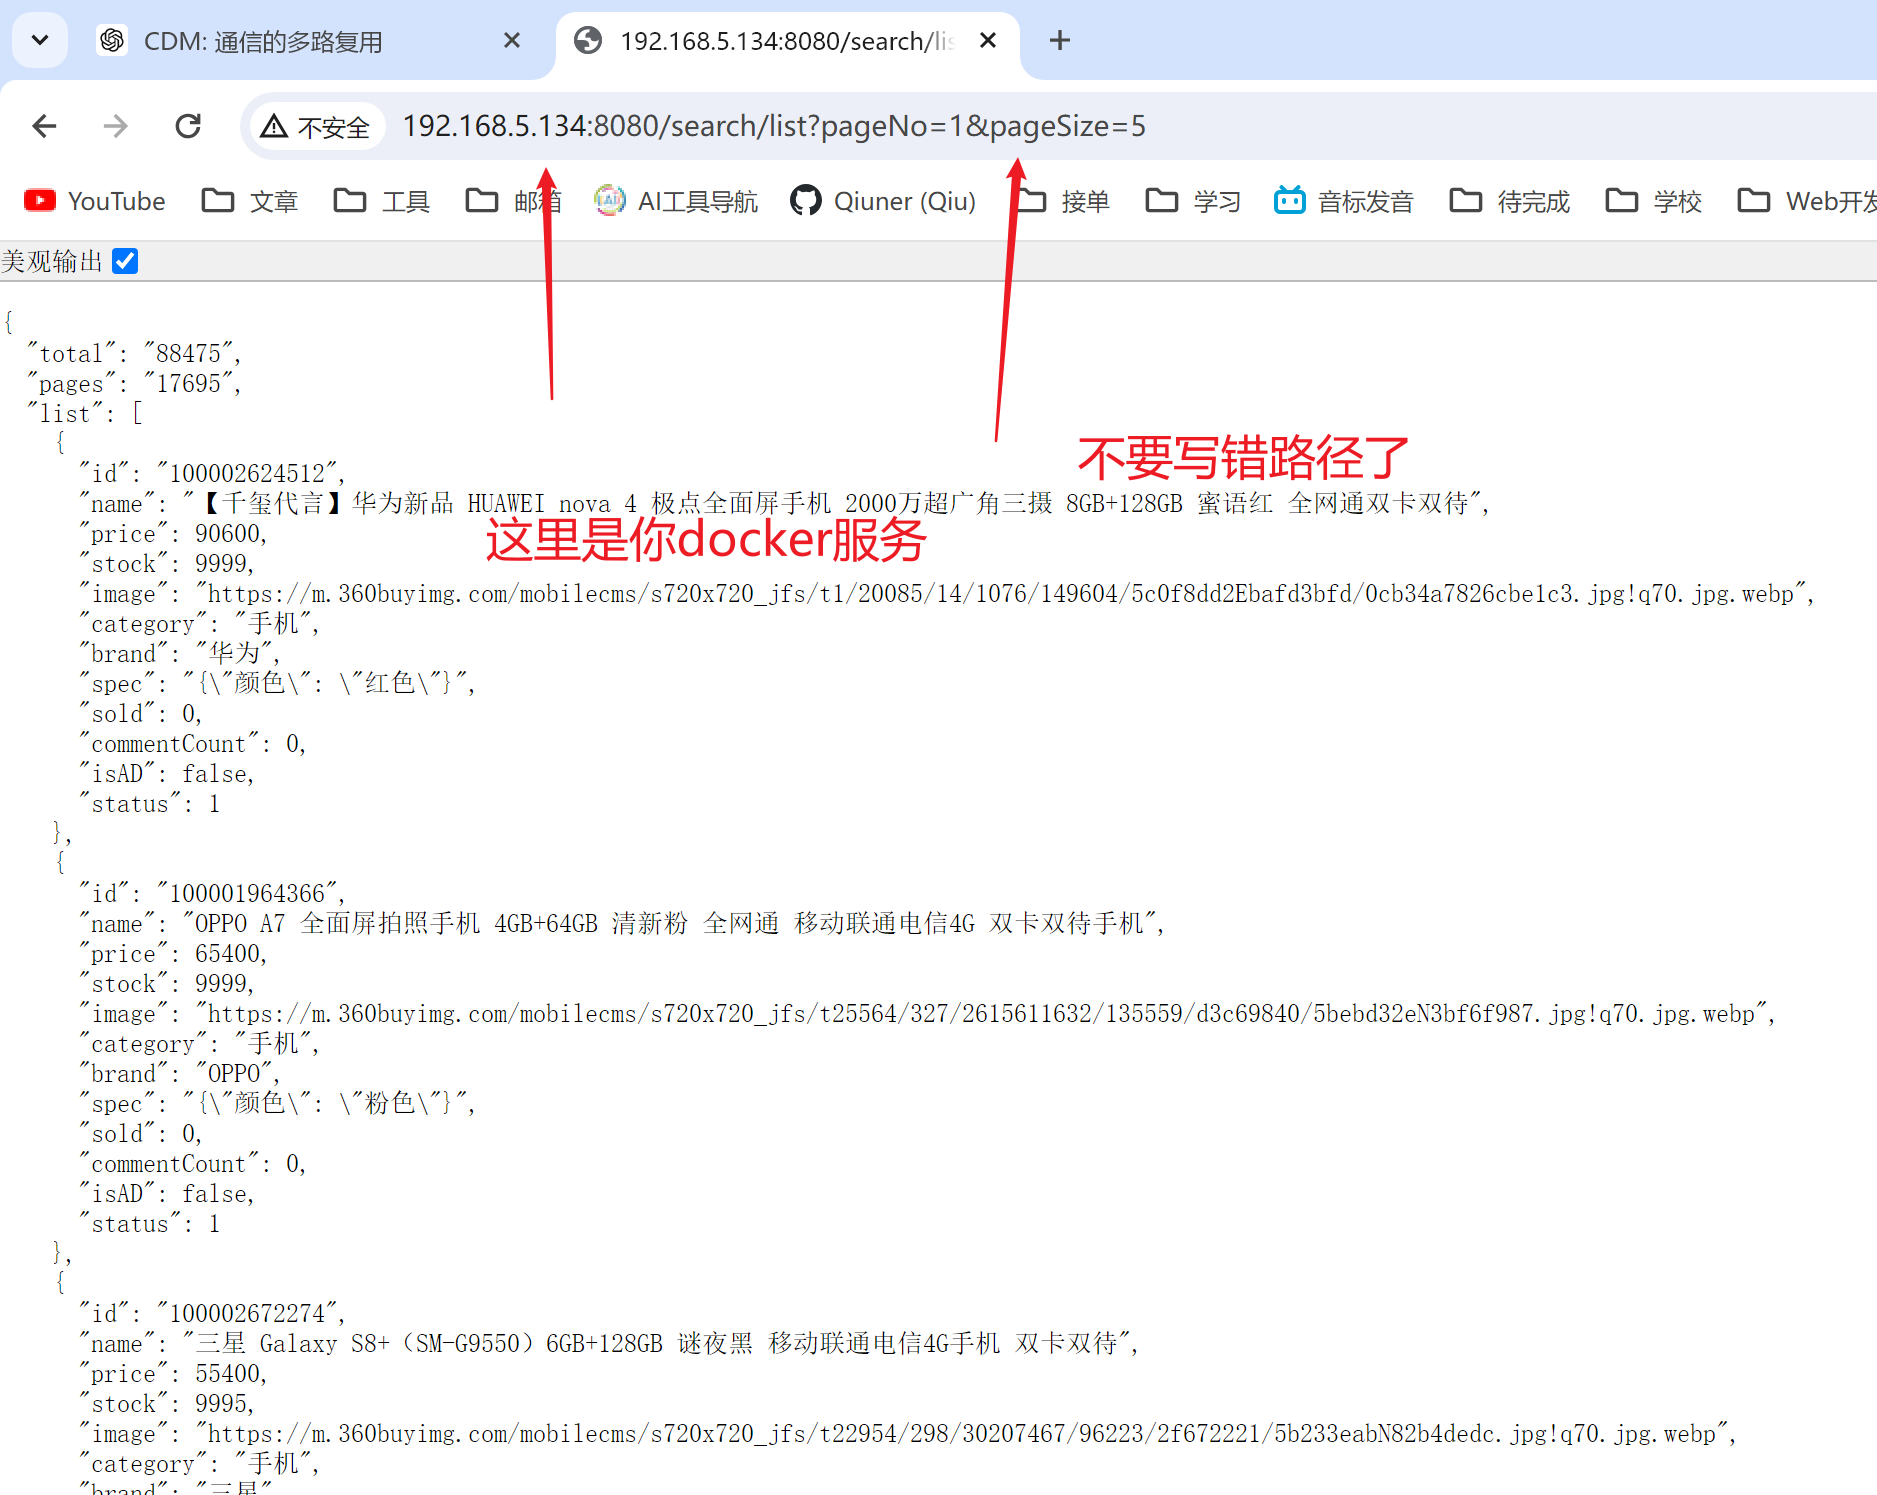 CDM: 通信的多路复用
192.168.5.134:8080/search/lis
不安全
192.168.5.134:8080/search/list?pageNo=1&pageSize=5
YouTube
文章
工具
邮箱
AI工具导航
Qiuner (Qiu)
接单
学习
音标发音
待完成
学校
Web开发
美观输出
{
"total": "88475",
"pages": "17695",
"list": [
{
"id": "100002624512",
不要写错路径了
"name": "【千玺代言】华为新品 HUAWEI nova 4 极点全面屏手机 2000万超广角三摄 8GB+128GB 蜜语红 全网通双卡双待",
"price": 90600,
这里是你docker服务
"stock": 9999,
"image": "https://m.360buyimg.com/mobilecms/s720x720_jfs/t1/20085/14/1076/149604/5c0f8dd2Ebafd3bfd/0cb34a7826cbe1c3.jpg!q70.jpg.webp",
"category": "手机",
"brand": "华为",
"spec": "{\"颜色\": \"红色\"}",
"sold": 0,
"commentCount": 0,
"isAD": false,
"status": 1
},
{
"id": "100001964366",
"name": "OPPO A7 全面屏拍照手机 4GB+64GB 清新粉 全网通 移动联通电信4G 双卡双待手机",
"price": 65400,
"stock": 9999,
"image": "https://m.360buyimg.com/mobilecms/s720x720_jfs/t25564/327/2615611632/135559/d3c69840/5bebd32eN3bf6f987.jpg!q70.jpg.webp",
"category": "手机",
"brand": "OPPO",
"spec": "{\"颜色\": \"粉色\"}",
"sold": 0,
"commentCount": 0,
"isAD": false,
"status": 1
},
{
"id": "100002672274",
"name": "三星 Galaxy S8+（SM-G9550）6GB+128GB 谜夜黑 移动联通电信4G手机 双卡双待",
"price": 55400,
"stock": 9995,
"image": "https://m.360buyimg.com/mobilecms/s720x720_jfs/t22954/298/30207467/96223/2f672221/5b233eabN82b4dedc.jpg!q70.jpg.webp",
"category": "手机",
"brand": "三星"